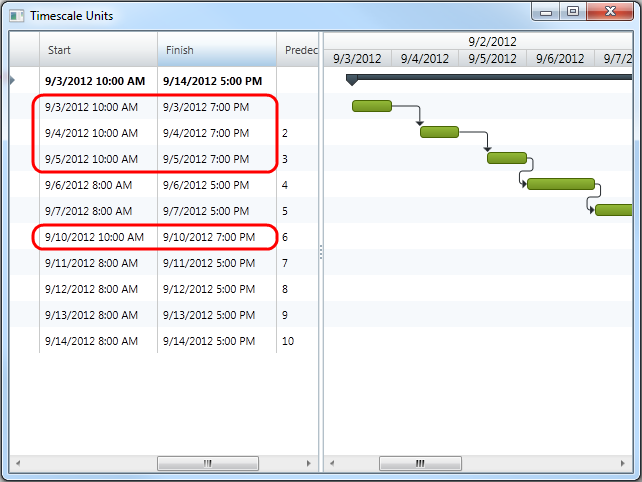 Timescale Units
Start Finish Predec
9/2/2012
9/3/2012 9/4/2012 9/5/2012 9/6/2012 9/7/2
9/3/2012 10:00 AM 9/14/2012 5:00 PM
9/3/2012 10:00 AM 9/3/2012 7:00 PM
9/4/2012 10:00 AM 9/4/2012 7:00 PM 2
9/5/2012 10:00 AM 9/5/2012 7:00 PM 3
9/6/2012 8:00 AM 9/6/2012 5:00 PM 4
9/7/2012 8:00 AM 9/7/2012 5:00 PM 5
9/10/2012 10:00 AM 9/10/2012 7:00 PM 6
9/11/2012 8:00 AM 9/11/2012 5:00 PM 7
9/12/2012 8:00 AM 9/12/2012 5:00 PM 8
9/13/2012 8:00 AM 9/13/2012 5:00 PM 9
9/14/2012 8:00 AM 9/14/2012 5:00 PM 10